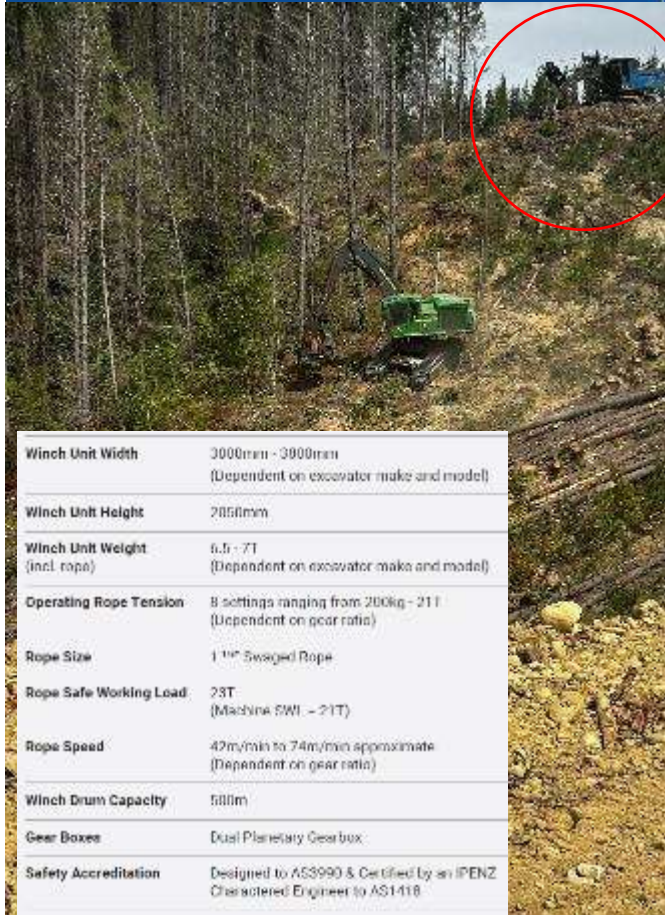 Winch Unit Width 3000mm - 3800mm
(Dependent on excavator make and model)
Winch Unit Height 2050mm
Winch Unit Weight 6.5 - 7T
(incl. rope) (Dependent on excavator make and model)
Operating Rope Tension 8 settings ranging from 200kg - 21T
(Dependent on gear ratio)
Rope Size 1 Swaged Rope
Rope Safe Working Load 23T
(Machine SWL - 21T)
Rope Speed 42m/min to 74m/min approximate
(Dependent on gear ratio)
Winch Drum Capacity 500m
Gear Boxes Dual Planetary Gearbox
Safety Accreditation Designed to AS3990 & Certified by an IPENZ
Charactered Engineer to AS1418